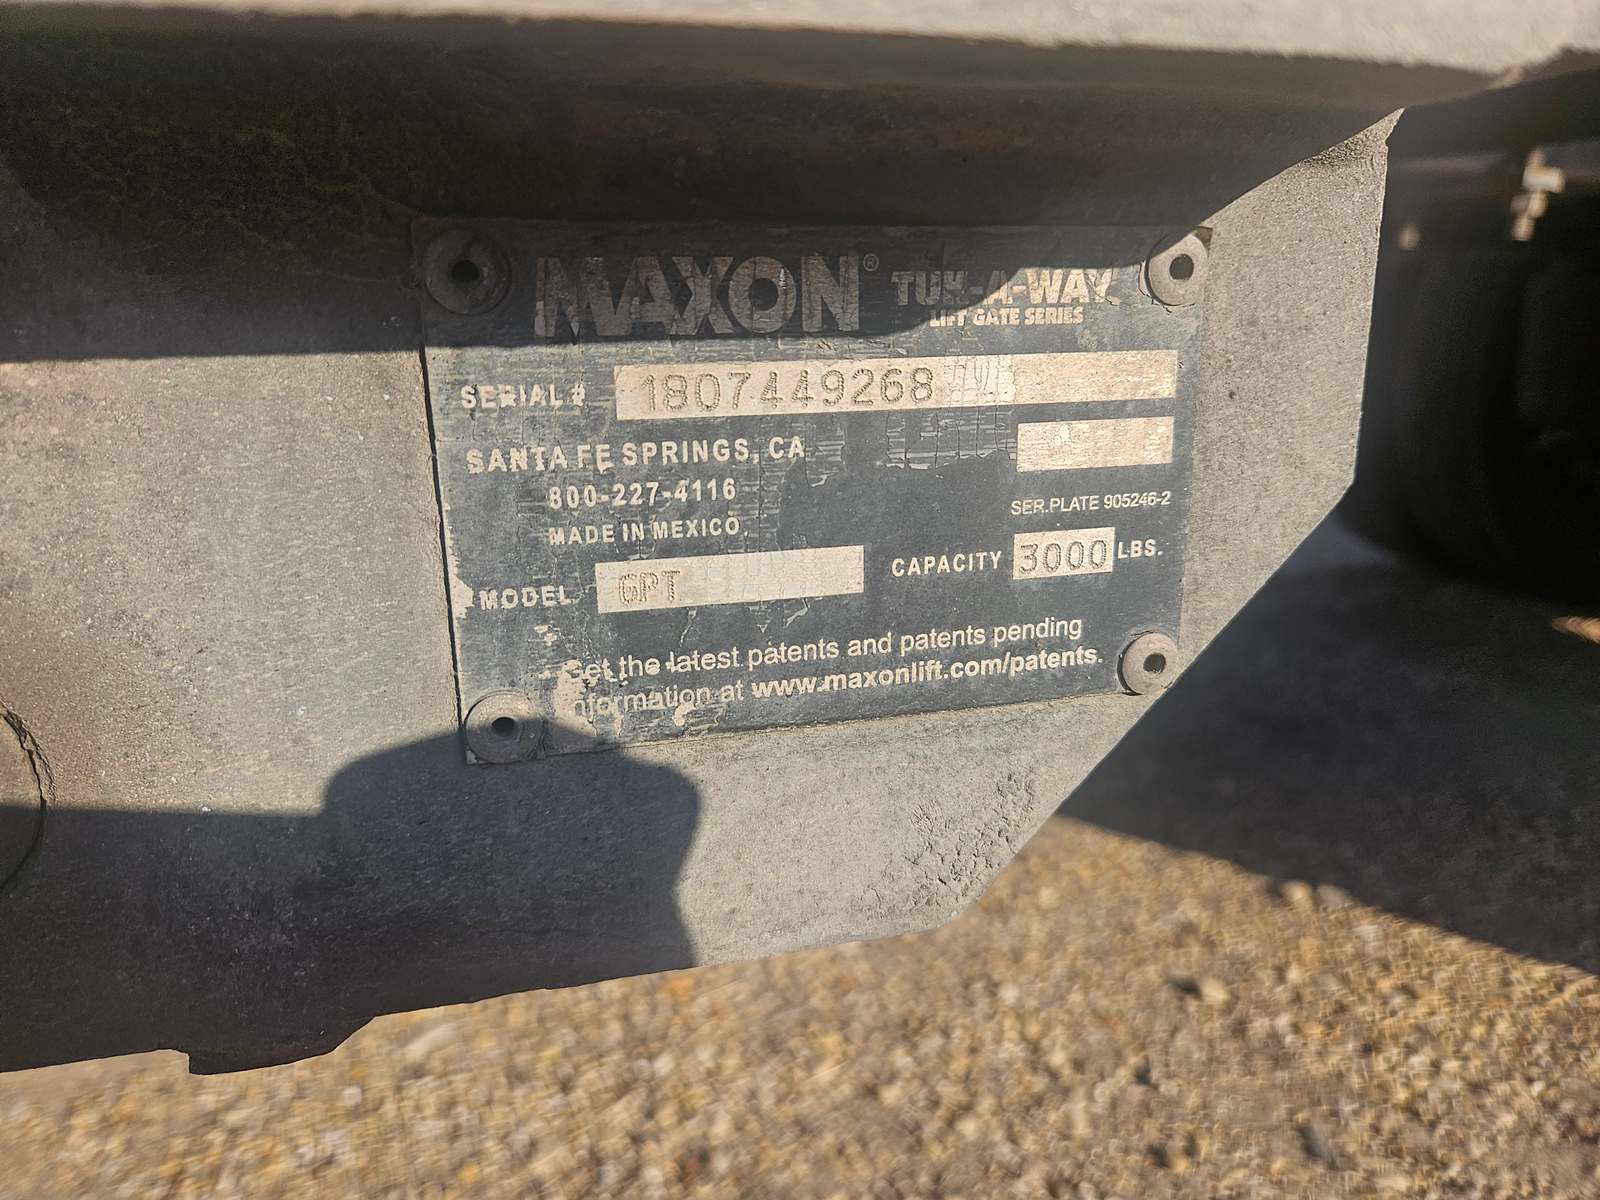 MAXON® TUK-A-WAY
LIFT GATE SERIES
SERIAL # 1807449268
SANTA FE SPRINGS, CA
800-227-4116
MADE IN MEXICO.
SER.PLATE 905246-2
MODEL GPT
CAPACITY 3000 LBS.
Get the latest patents and patents pending
information at www.maxonlift.com/patents.